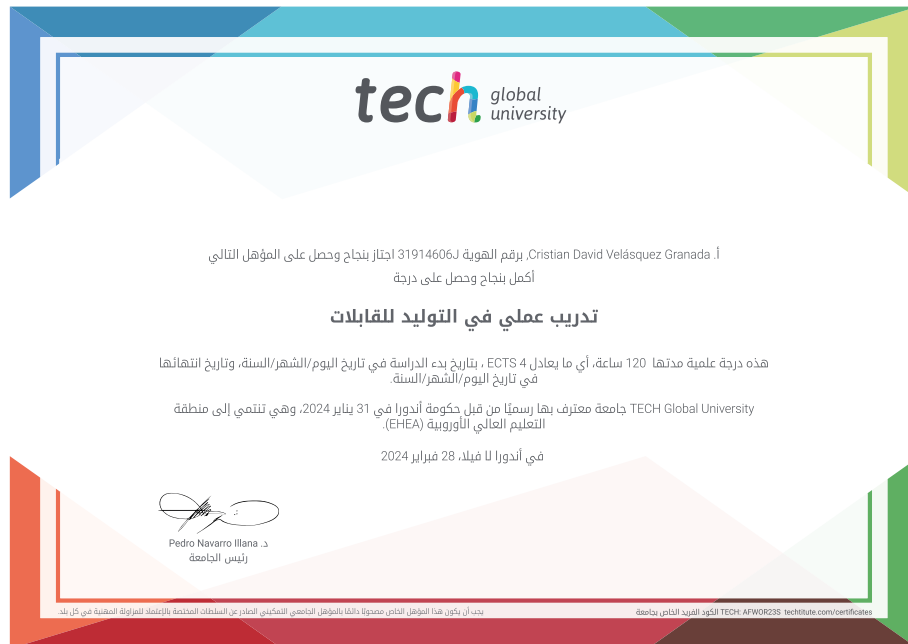 tech global
university
أ. Cristian David Velásquez Granada, برقم الهوية 31914606J اجتاز بنجاح وحصل على المؤهل التالي
أكمل بنجاح وحصل على درجة
تدريب عملي في التوليد للقابلات
هذه درجة علمية مدتها 120 ساعة، أي ما يعادل 4 ECTS ، بتاريخ بدء الدراسة في تاريخ اليوم/الشهر/السنة، وتاريخ انتهائها
في تاريخ اليوم/الشهر/السنة.
TECH Global University جامعة معترف بها رسميًا من قبل حكومة أندورا في 31 يناير 2024، وهي تنتمي إلى منطقة
التعليم العالي الأوروبية (EHEA).
في أندورا لا فيلا، 28 فبراير 2024
د. Pedro Navarro Illana
رئيس الجامعة
يجب أن يكون هذا المؤهل الخاص مصحوبًا دائمًا بالمؤهل الجامعي التمكيني الصادر عن السلطات المختصة بالإعتماد للمزاولة المهنية في كل بلد.
الكود الفريد الخاص بجامعة TECH: AFWOR23S techtitute.com/certificates